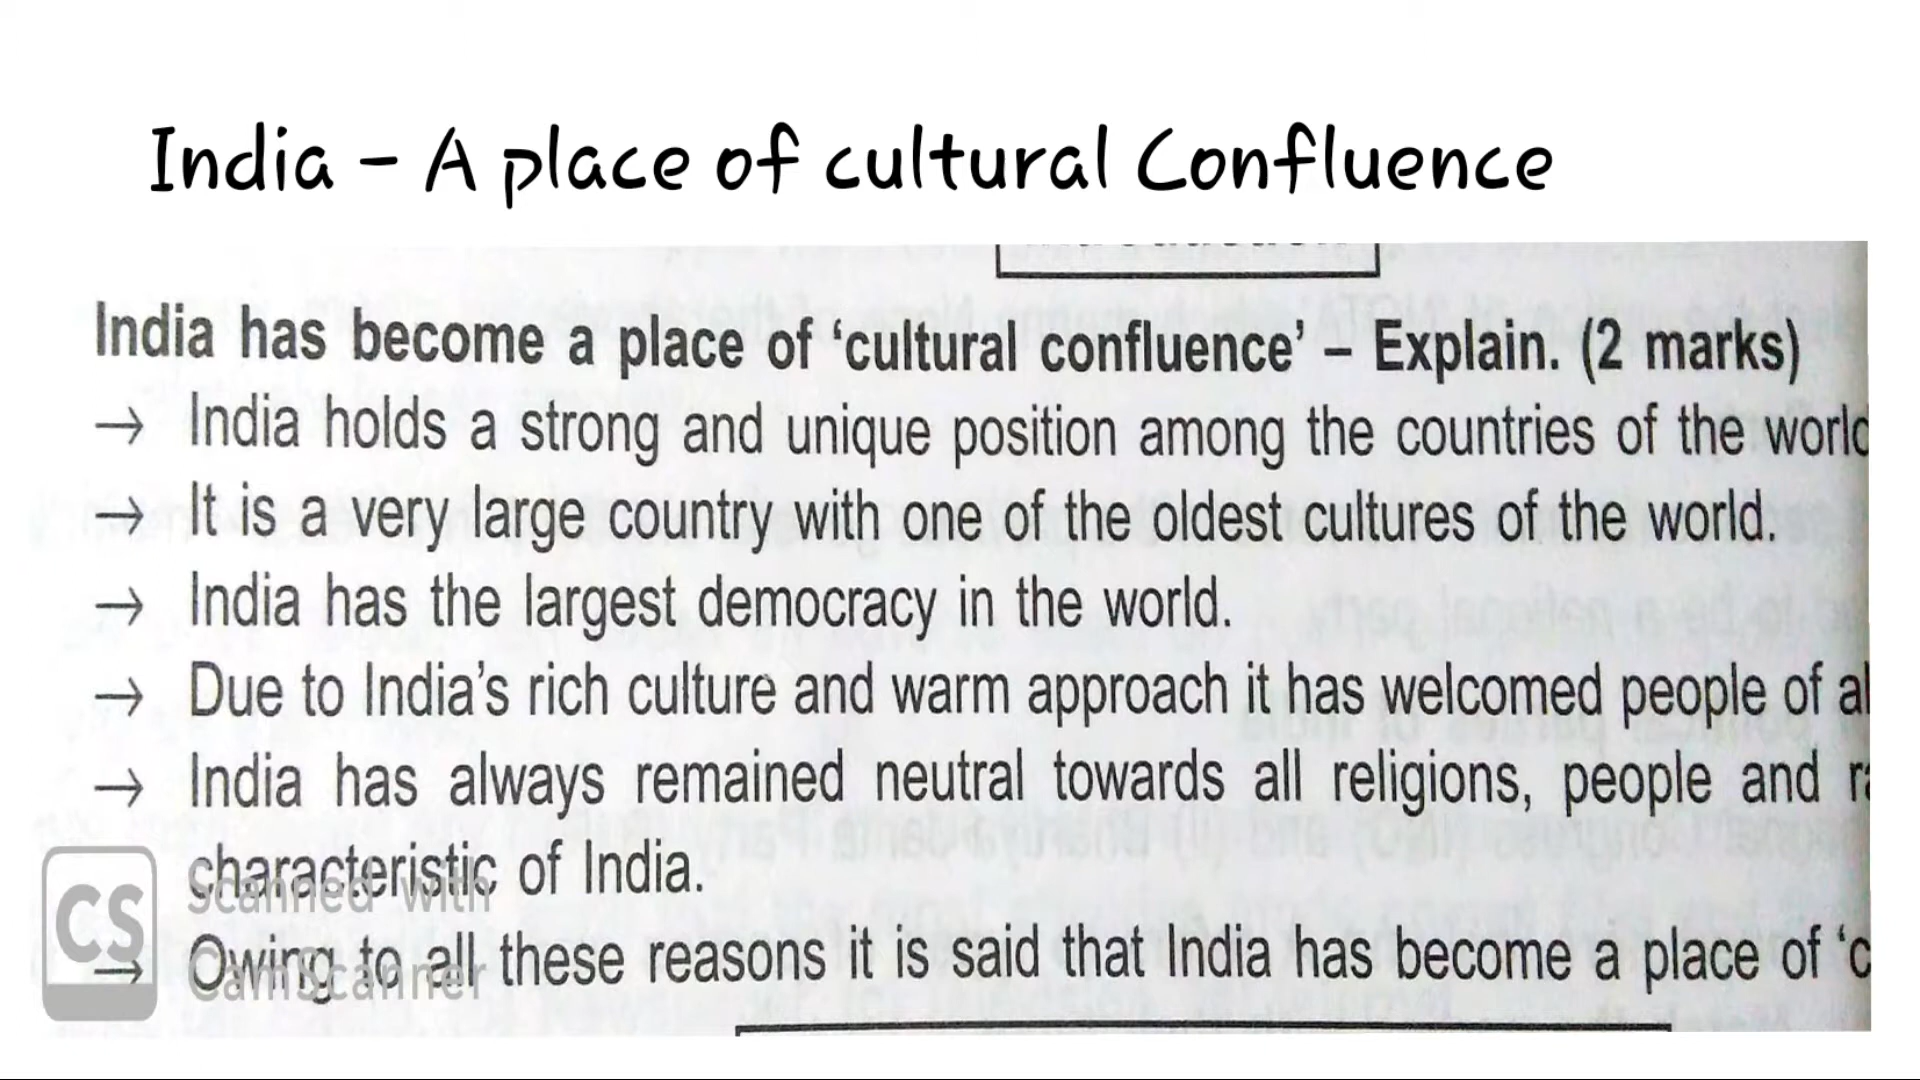 India – A place of cultural Confluence
India has become a place of ‘cultural confluence’ – Explain. (2 marks)
→ India holds a strong and unique position among the countries of the world
→ It is a very large country with one of the oldest cultures of the world.
→ India has the largest democracy in the world.
→ Due to India’s rich culture and warm approach it has welcomed people of
→ India has always remained neutral towards all religions, people and
characteristic of India.
→ Owing to all these reasons it is said that India has become a place of
CS Scanned with
CamScanner